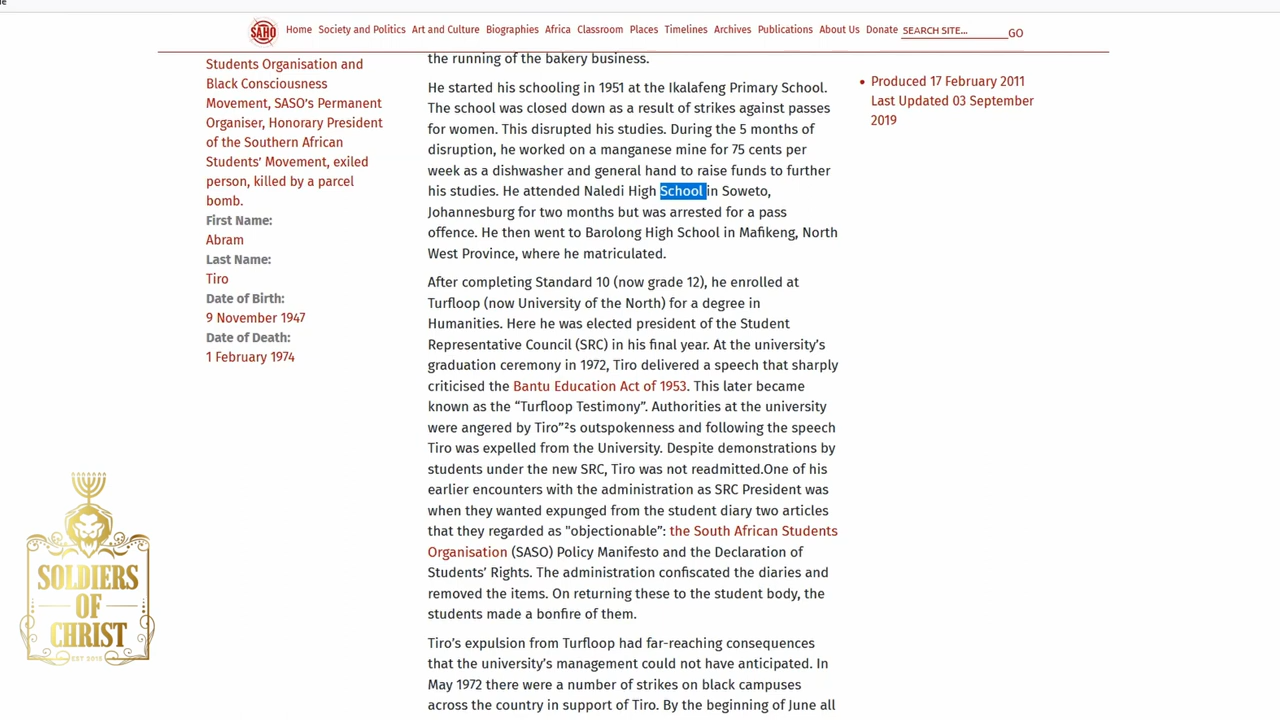 SAHO
Home Society and Politics Art and Culture Biographies Africa Classroom Places Timelines Archives Publications About Us Donate SEARCH SITE... GO
Students Organisation and
Black Consciousness
Movement, SASO's Permanent
Organiser, Honorary President
of the Southern African
Students' Movement, exiled
person, killed by a parcel
bomb.
First Name:
Abram
Last Name:
Tiro
Date of Birth:
9 November 1947
Date of Death:
1 February 1974
the running of the bakery business.
He started his schooling in 1951 at the Ikalafeng Primary School.
The school was closed down as a result of strikes against passes
for women. This disrupted his studies. During the 5 months of
disruption, he worked on a manganese mine for 75 cents per
week as a dishwasher and general hand to raise funds to further
his studies. He attended Naledi High School in Soweto,
Johannesburg for two months but was arrested for a pass
offence. He then went to Barolong High School in Mafikeng, North
West Province, where he matriculated.
After completing Standard 10 (now grade 12), he enrolled at
Turfloop (now University of the North) for a degree in
Humanities. Here he was elected president of the Student
Representative Council (SRC) in his final year. At the university's
graduation ceremony in 1972, Tiro delivered a speech that sharply
criticised the Bantu Education Act of 1953. This later became
known as the “Turfloop Testimony”. Authorities at the university
were angered by Tiro”²s outspokenness and following the speech
Tiro was expelled from the University. Despite demonstrations by
students under the new SRC, Tiro was not readmitted.One of his
earlier encounters with the administration as SRC President was
when they wanted expunged from the student diary two articles
that they regarded as "objectionable”: the South African Students
Organisation (SASO) Policy Manifesto and the Declaration of
Students' Rights. The administration confiscated the diaries and
removed the items. On returning these to the student body, the
students made a bonfire of them.
Tiro's expulsion from Turfloop had far-reaching consequences
that the university's management could not have anticipated. In
May 1972 there were a number of strikes on black campuses
across the country in support of Tiro. By the beginning of June all
Produced 17 February 2011
Last Updated 03 September
2019
SOLDIERS
OF
CHRIST